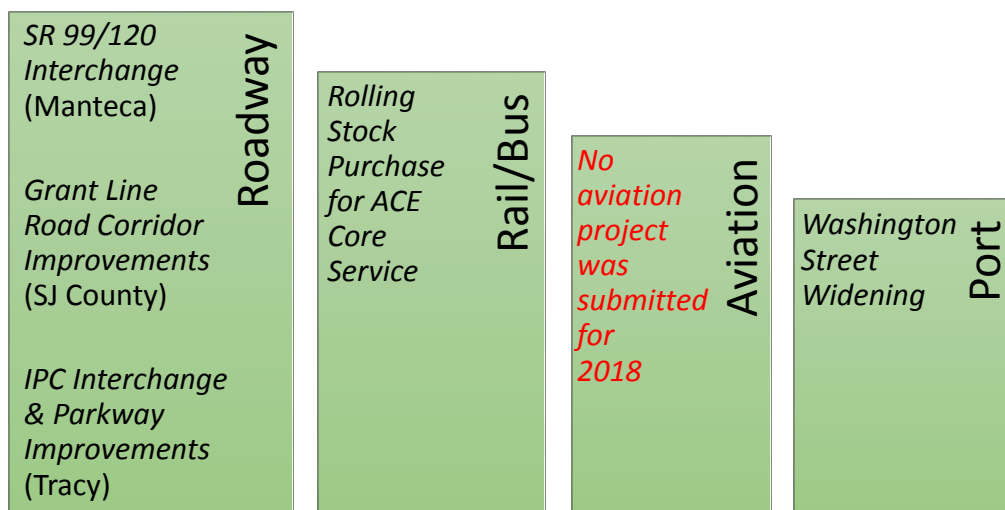 SR 99/120
Interchange
(Manteca)
Grant Line
Road Corridor
Improvements
(SJ County)
IPC Interchange
& Parkway
Improvements
(Tracy)
Roadway
Rolling
Stock
Purchase
for ACE
Core
Service
Rail/Bus
No
aviation
project
was
submitted
for
2018
Aviation
Washington
Street
Widening
Port